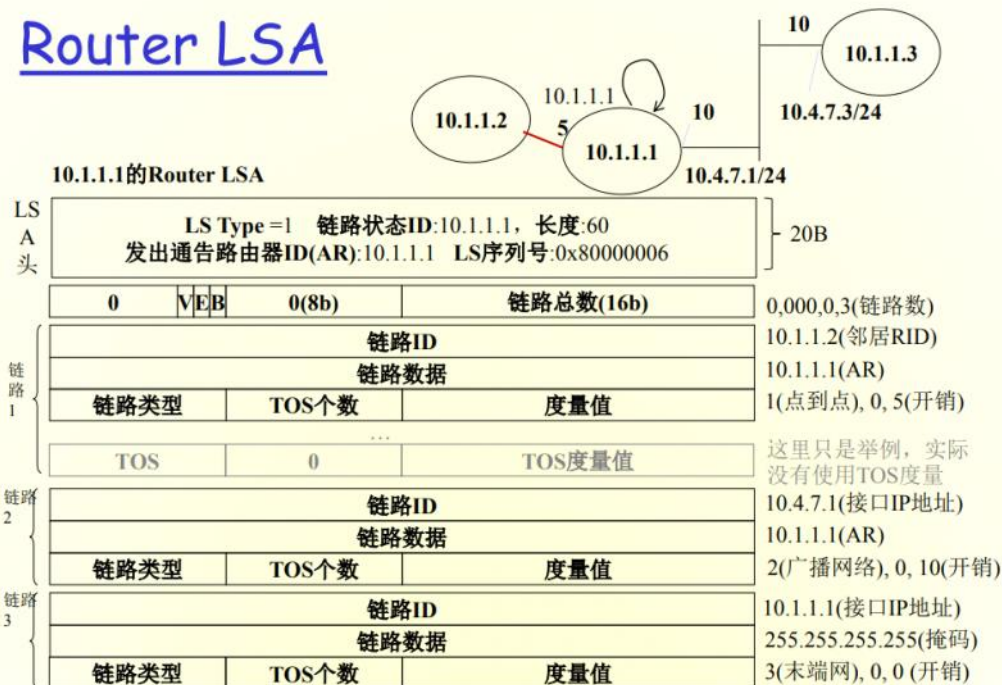 Router LSA
10
10.1.1.3
10.1.1.1
10.1.1.2
5
10
10.4.7.3/24
10.1.1.1
10.4.7.1/24
10.1.1.1的Router LSA
LS
A
头
LS Type =1 链路状态ID:10.1.1.1，长度:60
发出通告路由器ID(AR):10.1.1.1 LS序列号:0x80000006
20B
0 V E B 0(8b) 链路总数(16b) 0,000,0,3(链路数)
链路1
链路ID 10.1.1.2(邻居RID)
链路数据 10.1.1.1(AR)
链路类型 TOS个数 度量值 1(点到点), 0, 5(开销)
…
TOS 0 TOS度量值
这里只是举例，实际
没有使用TOS度量
链路2
链路ID 10.4.7.1(接口IP地址)
链路数据 10.1.1.1(AR)
链路类型 TOS个数 度量值 2(广播网络), 0, 10(开销)
链路3
链路ID 10.1.1.1(接口IP地址)
链路数据 255.255.255.255(掩码)
链路类型 TOS个数 度量值 3(末端网), 0, 0 (开销)